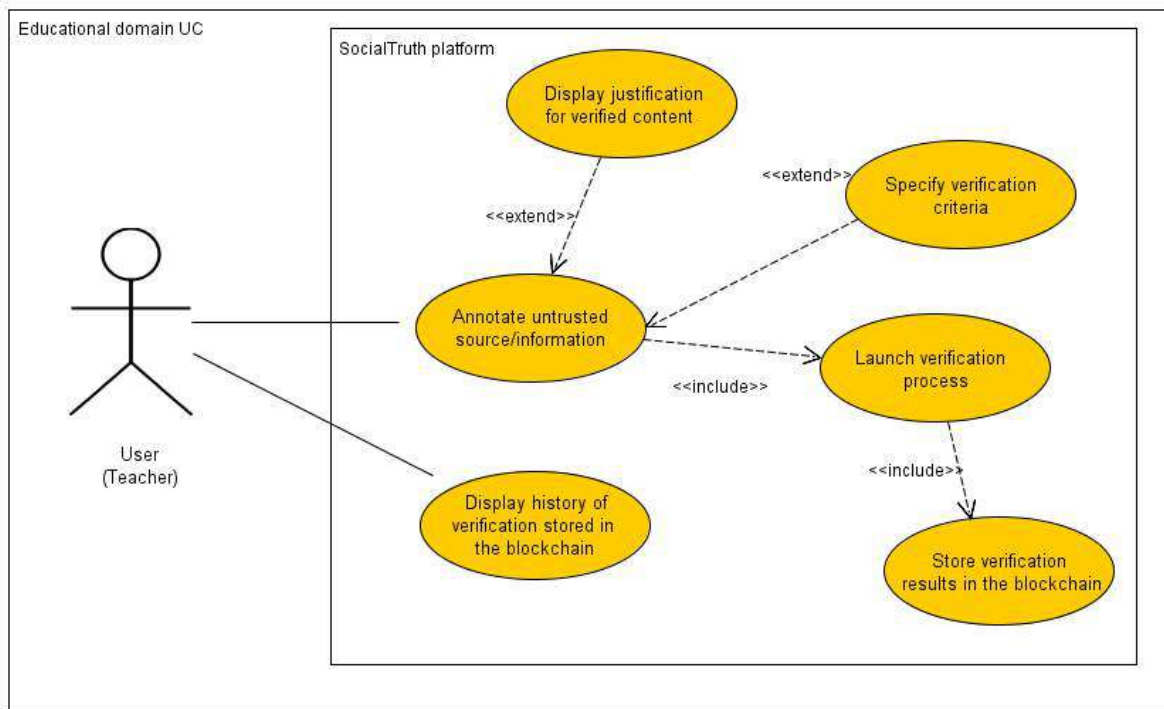 Educational domain UC
SocialTruth platform
Display justification
for verified content
<<extend>>
Specify verification
criteria
<<extend>>
Annotate untrusted
source/information
Launch verification
process
<<include>>
User
(Teacher)
<<include>>
Display history of
verification stored in
the blockchain
Store verification
results in the blockchain